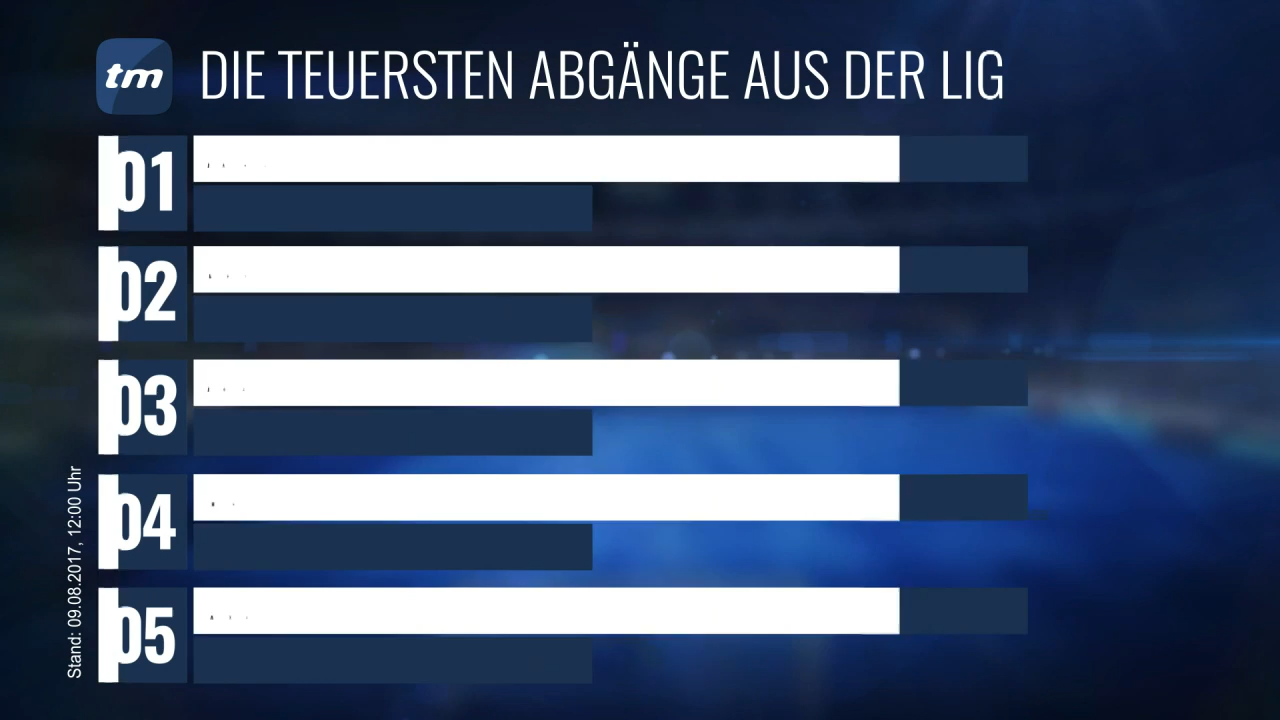 tm
DIE TEUERSTEN ABGÄNGE AUS DER LIG
01
02
03
04
05
Stand: 09.08.2017, 12:00 Uhr